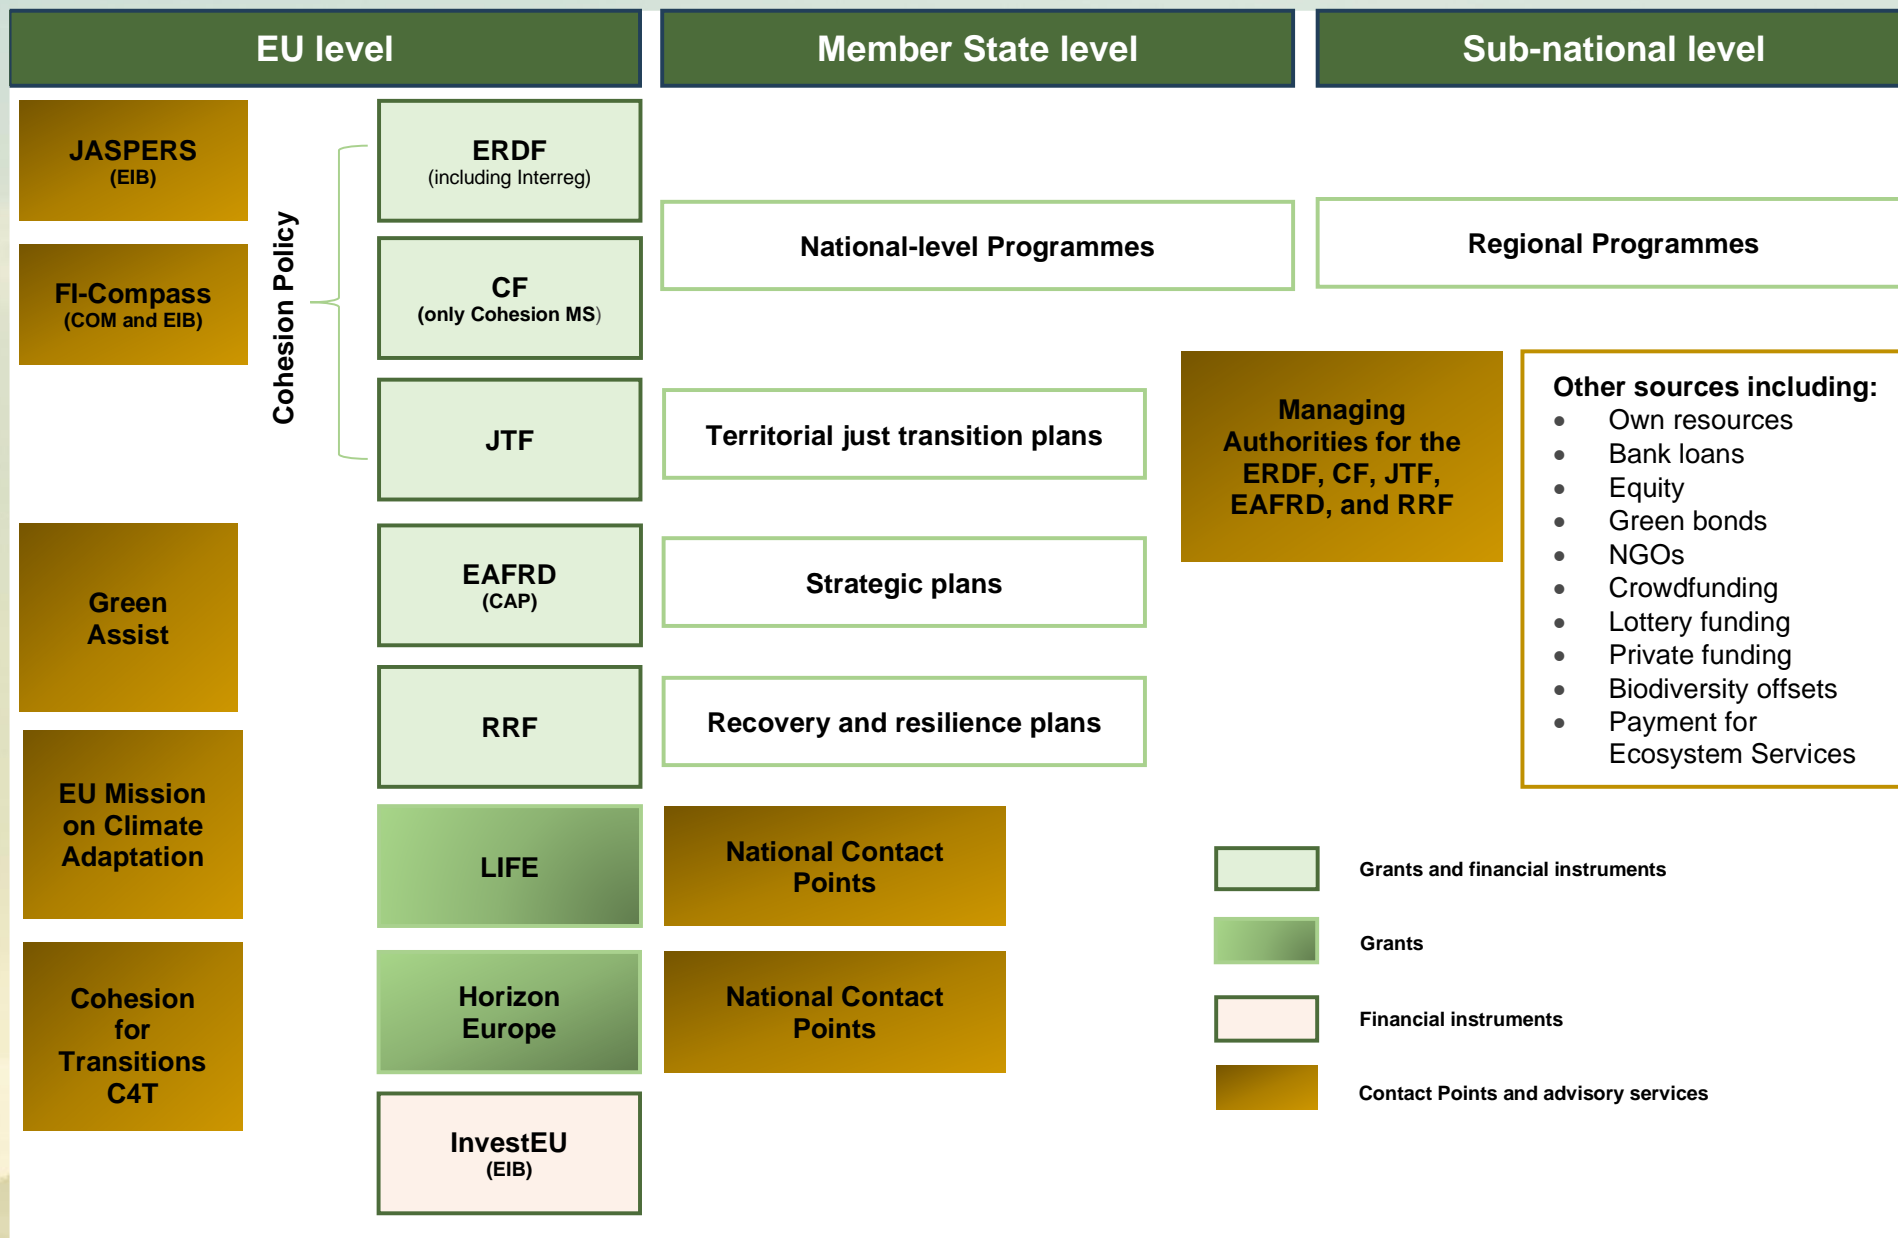 EU level
Member State level
Sub-national level
JASPERS
(EIB)
FI-Compass
(COM and EIB)
Green
Assist
EU Mission
on Climate
Adaptation
Cohesion
for
Transitions
C4T
Cohesion Policy
ERDF
(including Interreg)
CF
(only Cohesion MS)
JTF
EAFRD
(CAP)
RRF
LIFE
Horizon
Europe
InvestEU
(EIB)
National-level Programmes
Territorial just transition plans
Strategic plans
Recovery and resilience plans
National Contact
Points
National Contact
Points
Regional Programmes
Managing
Authorities for the
ERDF, CF, JTF,
EAFRD, and RRF
Other sources including:
• Own resources
• Bank loans
• Equity
• Green bonds
• NGOs
• Crowdfunding
• Lottery funding
• Private funding
• Biodiversity offsets
• Payment for
Ecosystem Services
Grants and financial instruments
Grants
Financial instruments
Contact Points and advisory services